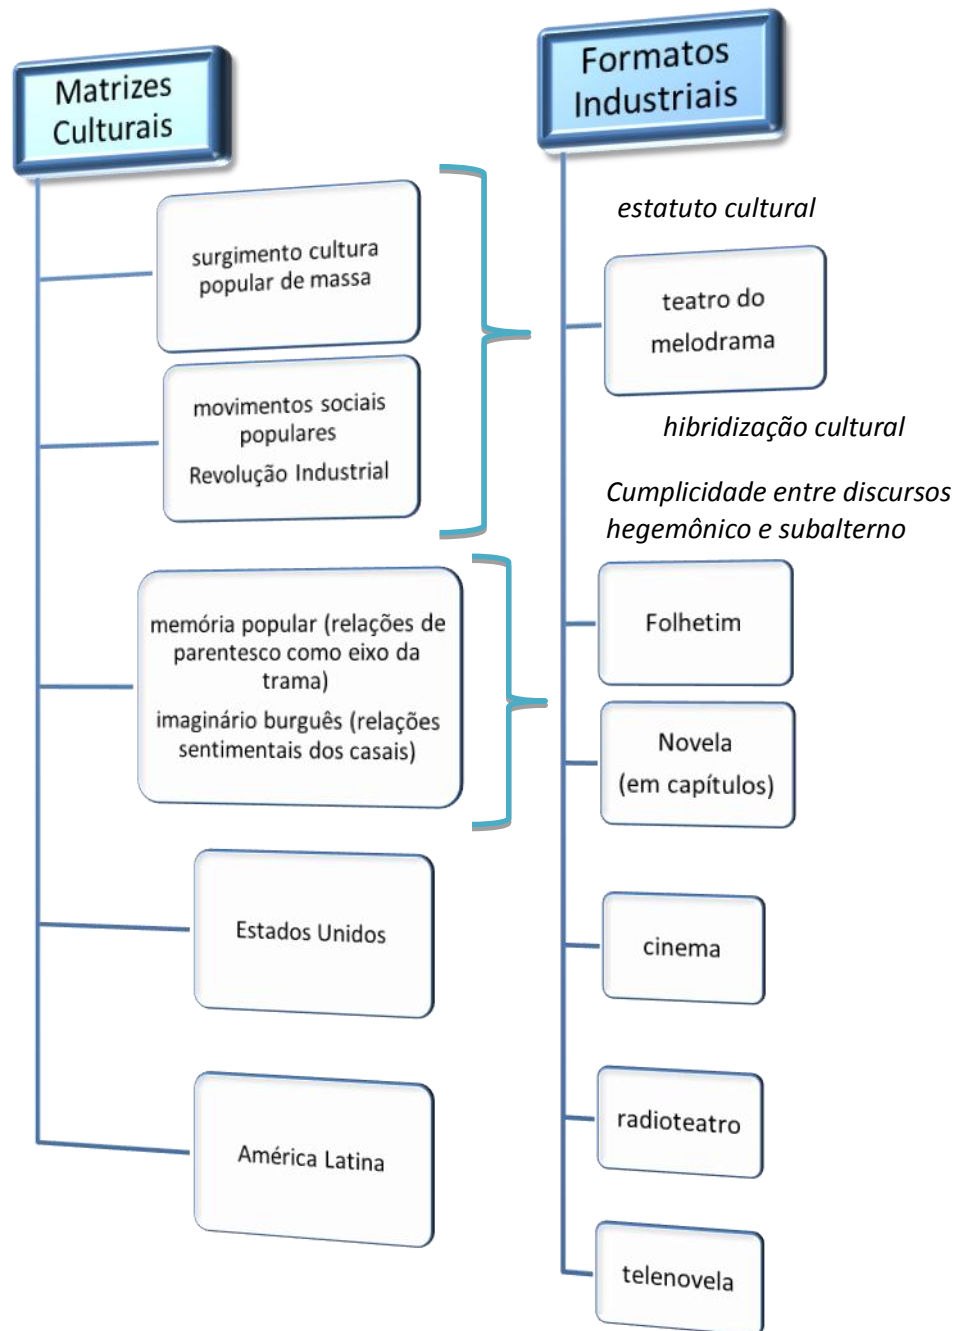 Matrizes
Culturais
surgimento cultura
popular de massa
movimentos sociais
populares
Revolução Industrial
memória popular (relações de
parentesco como eixo da
trama)
imaginário burguês (relações
sentimentais dos casais)
Estados Unidos
América Latina
Formatos
Industriais
estatuto cultural
teatro do
melodrama
hibridização cultural
Cumplicidade entre discursos
hegemônico e subalterno
Folhetim
Novela
(em capítulos)
cinema
radioteatro
telenovela